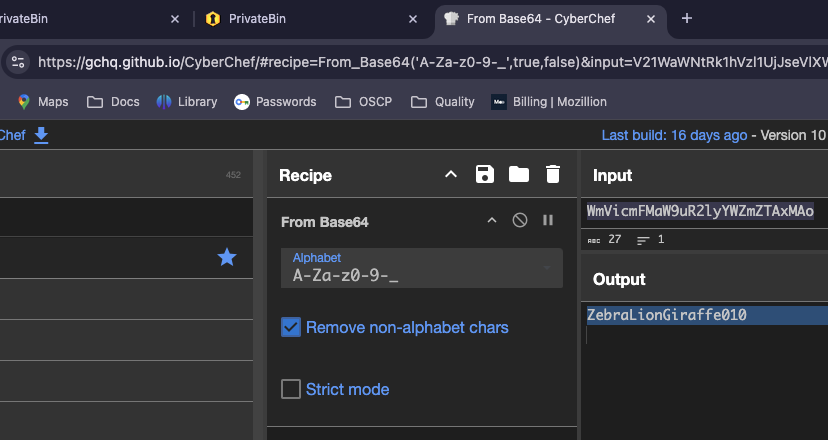 rivateBin
PrivateBin
From Base64 - CyberChef
https://gchq.github.io/CyberChef/#recipe=From_Base64('A-Za-z0-9-_',true,false)&input=V21WaWNtRk1hVzl1UjJseVlX
Maps
Docs
Library
Passwords
OSCP
Quality
Billing | Mozillion
Chef
Last build: 16 days ago - Version 10
452
Recipe
Input
From Base64
WmVicmFMaW9uR2lyYWZmZTAxMAo
ABC 27
1
Alphabet
A-Za-z0-9-_
Output
Remove non-alphabet chars
ZebraLionGiraffe010
Strict mode